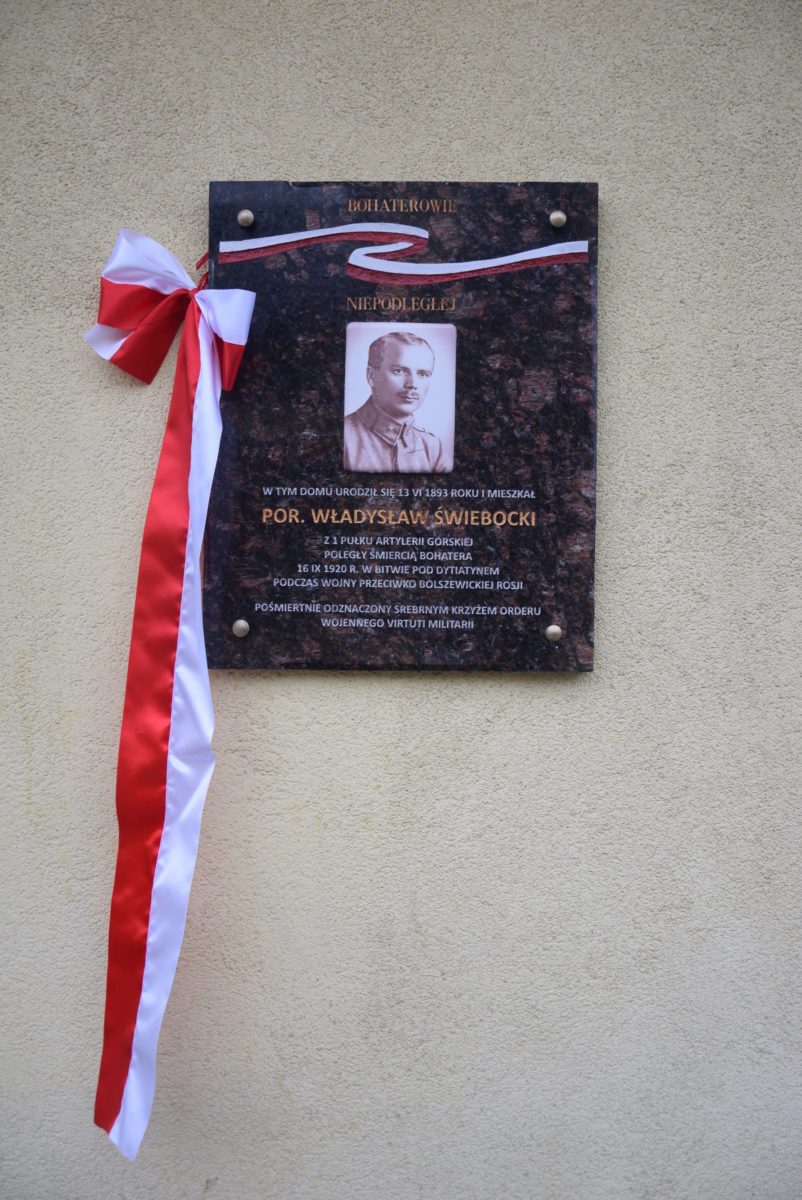 BOHATEROWIE
NIEPODLEGŁEJ
W TYM DOMU URODZIŁ SIĘ 13 VI 1893 ROKU I MIESZKAŁ
POR. WŁADYSŁAW ŚWIEBOCKI
Z 1 PUŁKU ARTYLERII GÓRSKIEJ
POLEGŁY ŚMIERCIĄ BOHATERA
16 IX 1920 R. W BITWIE POD DYTIATYNEM
PODCZAS WOJNY PRZECIWKO BOLSZEWICKIEJ ROSJI
POŚMIERTNIE ODZNACZONY SREBRNYM KRZYŻEM ORDERU
WOJENNEGO VIRTUTI MILITARII